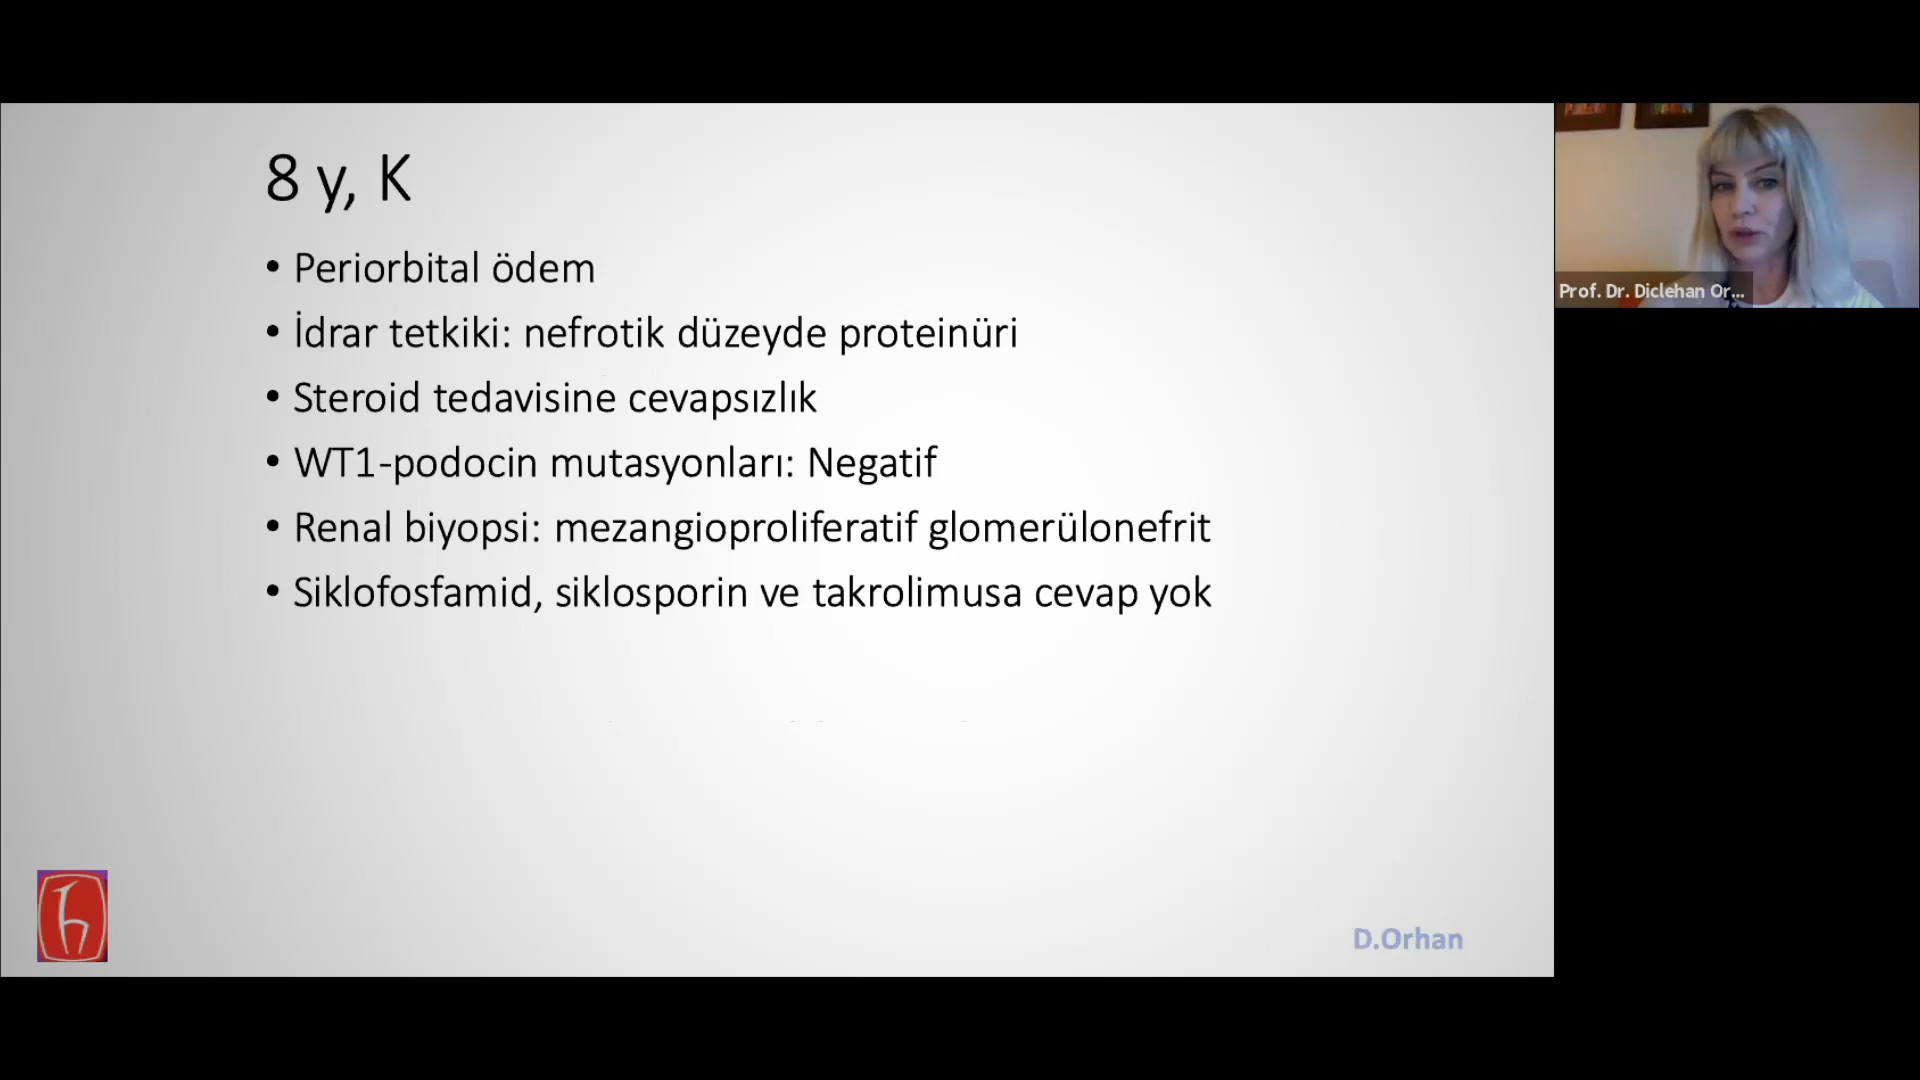 8 y, K
• Periorbital ödem
• İdrar tetkiki: nefrotik düzeyde proteinüri
• Steroid tedavisine cevapsızlık
• WT1-podocin mutasyonları: Negatif
• Renal biyopsi: mezangioproliferatif glomerülonefrit
• Siklofosfamid, siklosporin ve takrolimusa cevap yok
D.Orhan
Prof. Dr. Diclehan Or...